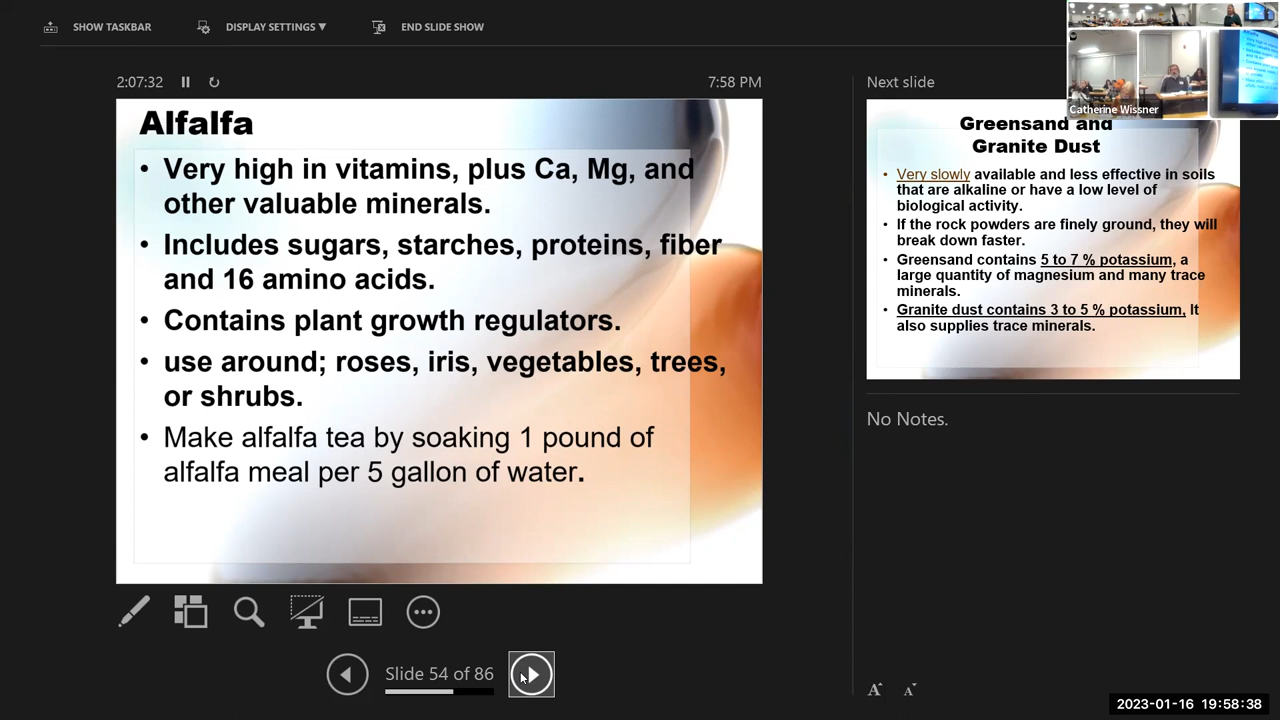 SHOW TASKBAR
DISPLAY SETTINGS ▼
END SLIDE SHOW
2:07:32
7:58 PM
Next slide
Catherine Wissner
Alfalfa
• Very high in vitamins, plus Ca, Mg, and
other valuable minerals.
• Includes sugars, starches, proteins, fiber
and 16 amino acids.
• Contains plant growth regulators.
• use around; roses, iris, vegetables, trees,
or shrubs.
• Make alfalfa tea by soaking 1 pound of
alfalfa meal per 5 gallon of water.
Greensand and
Granite Dust
• Very slowly available and less effective in soils
that are alkaline or have a low level of
biological activity.
• If the rock powders are finely ground, they will
break down faster.
• Greensand contains 5 to 7 % potassium, a
large quantity of magnesium and many trace
minerals.
• Granite dust contains 3 to 5 % potassium, It
also supplies trace minerals.
No Notes.
Slide 54 of 86
A A
2023-01-16 19:58:38